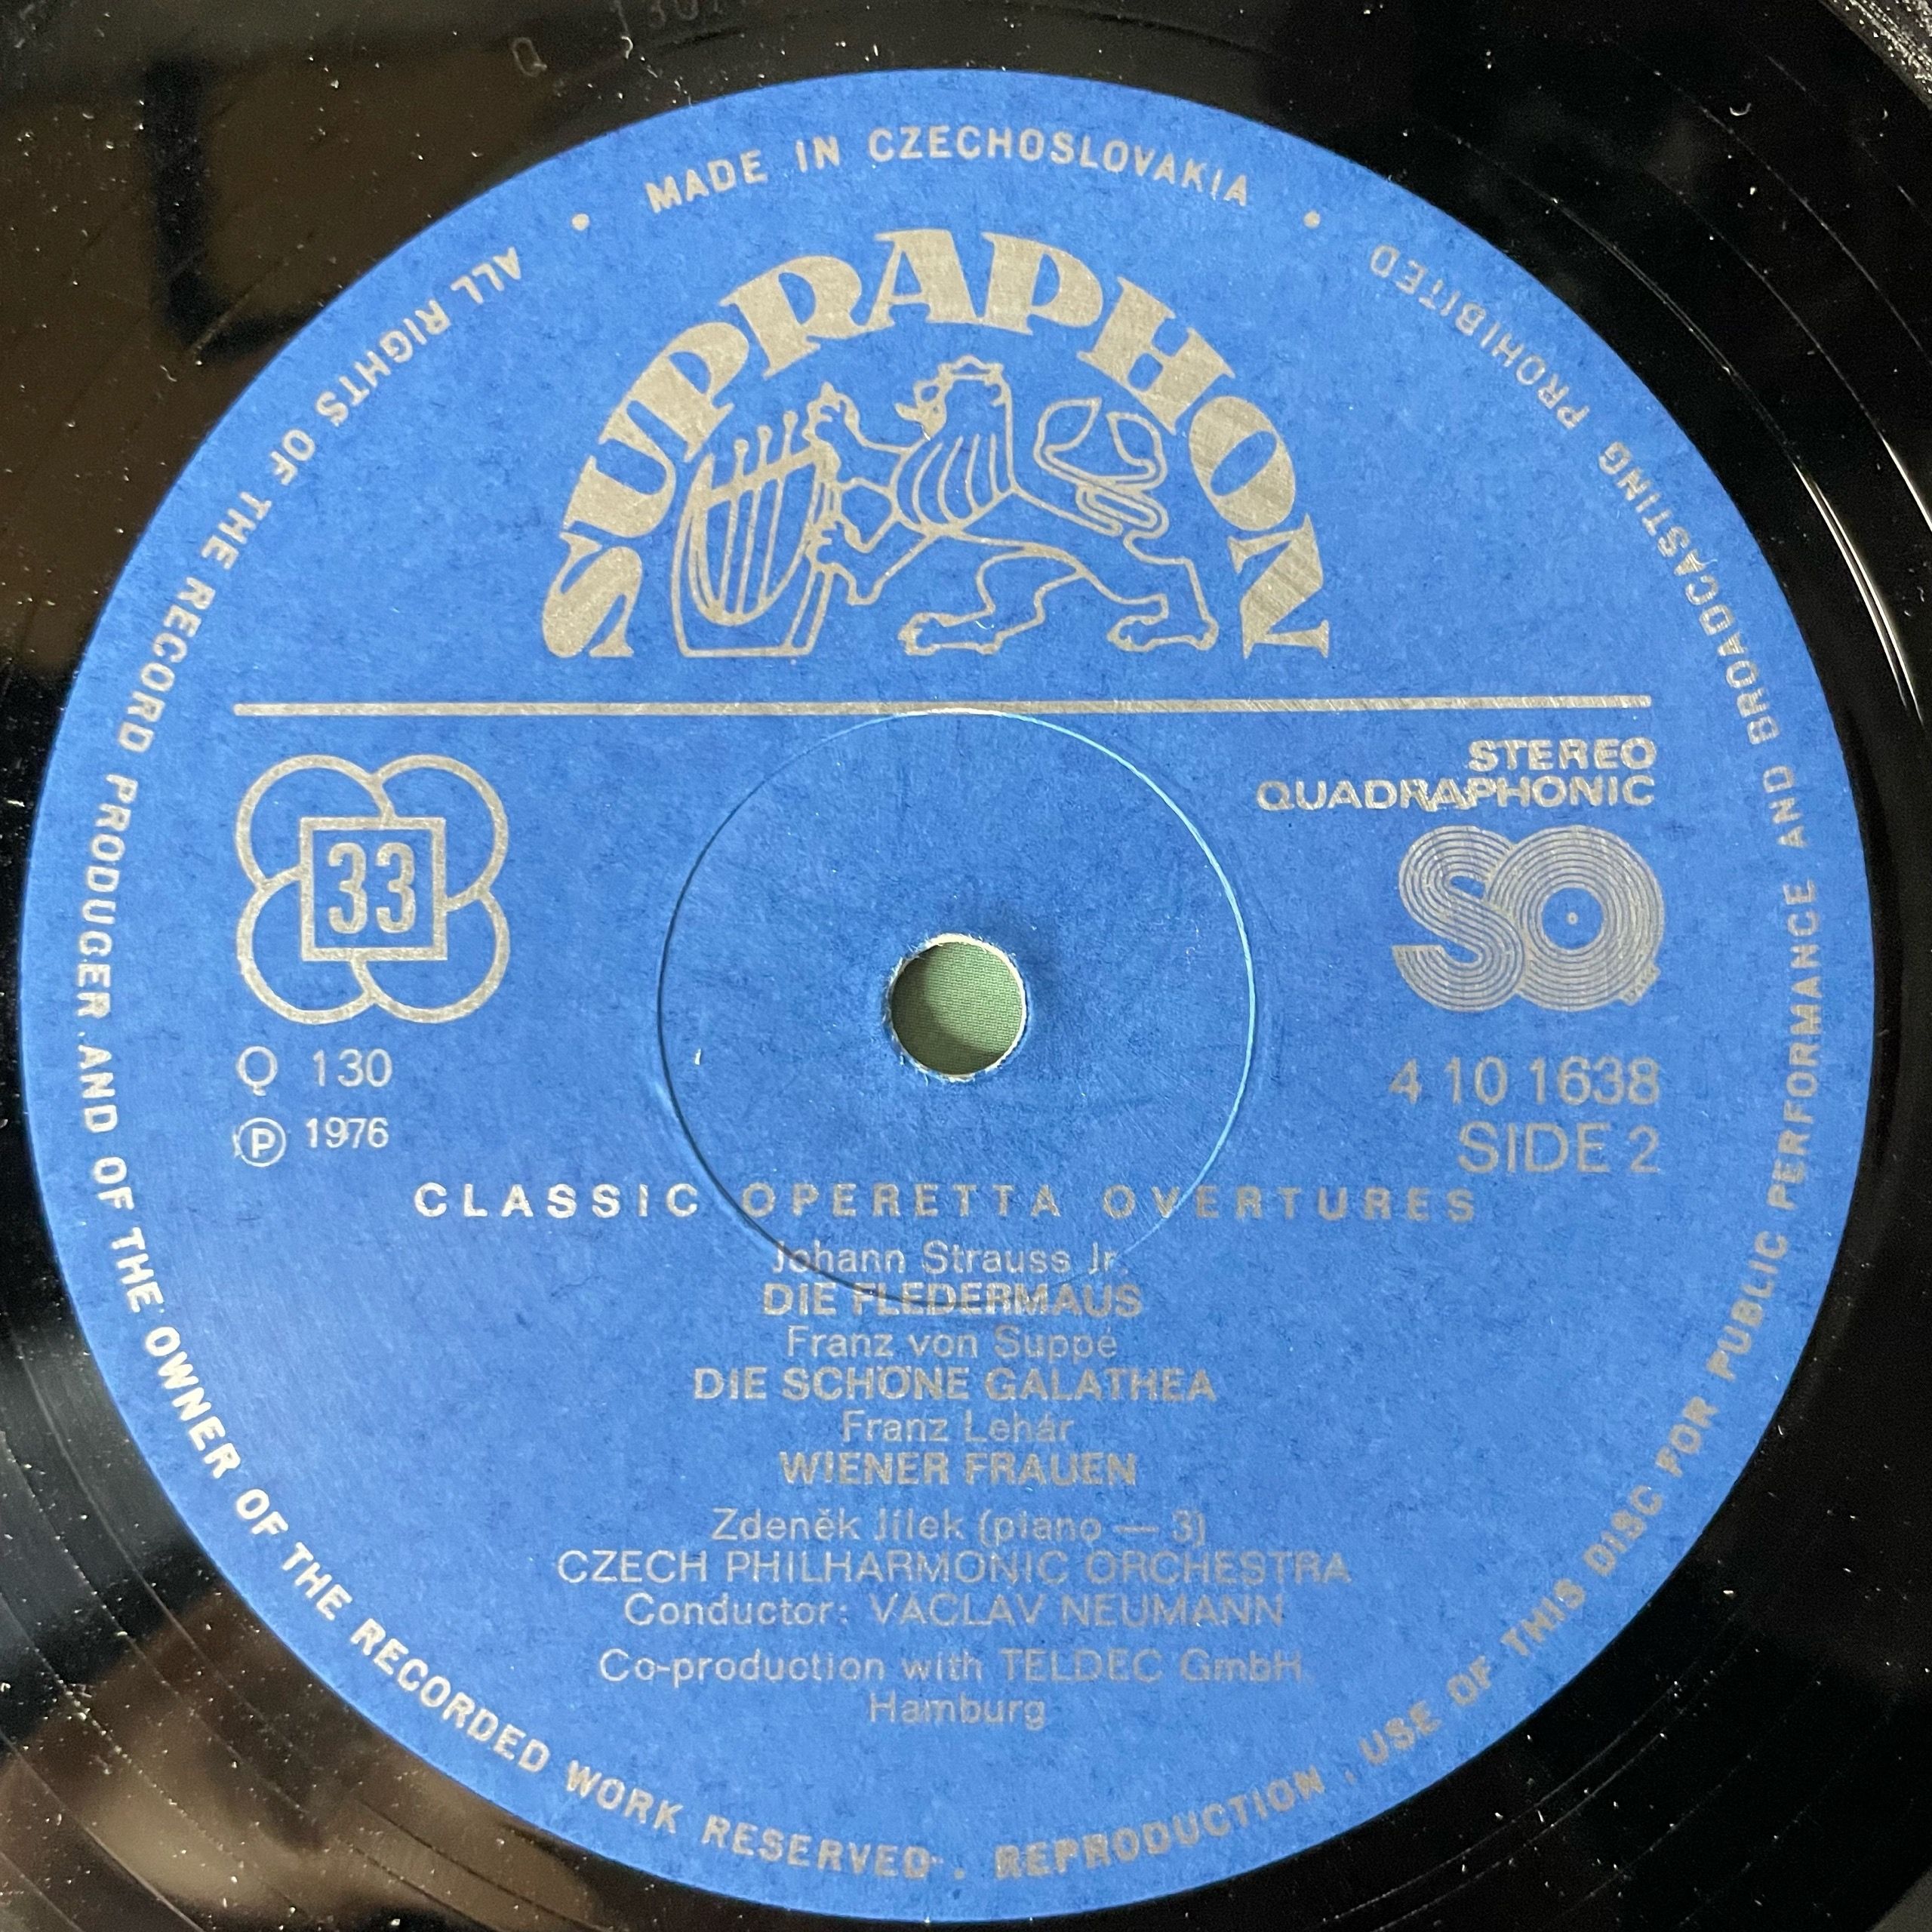 ALL RIGHTS OF THE RECORD PRODUCER AND OF THE OWNER OF THE RECORDED WORK RESERVED . REPRODUCTION . USE OF THIS DISC FOR PUBLIC PERFORMANCE AND BROADCASTING PROHIBITED
• MADE IN CZECHOSLOVAKIA •
SUPRAPHON
STEREO
QUADRAPHONIC
33
SQ
Q 130
Ⓟ 1976
4 10 1638
SIDE 2
CLASSIC OPERETTA OVERTURES
Johann Strauss Jr.
DIE FLEDERMAUS
Franz von Suppé
DIE SCHÖNE GALATHEA
Franz Lehár
WIENER FRAUEN
Zdeněk Jílek (piano — 3)
CZECH PHILHARMONIC ORCHESTRA
Conductor: VÁCLAV NEUMANN
Co-production with TELDEC GmbH
Hamburg